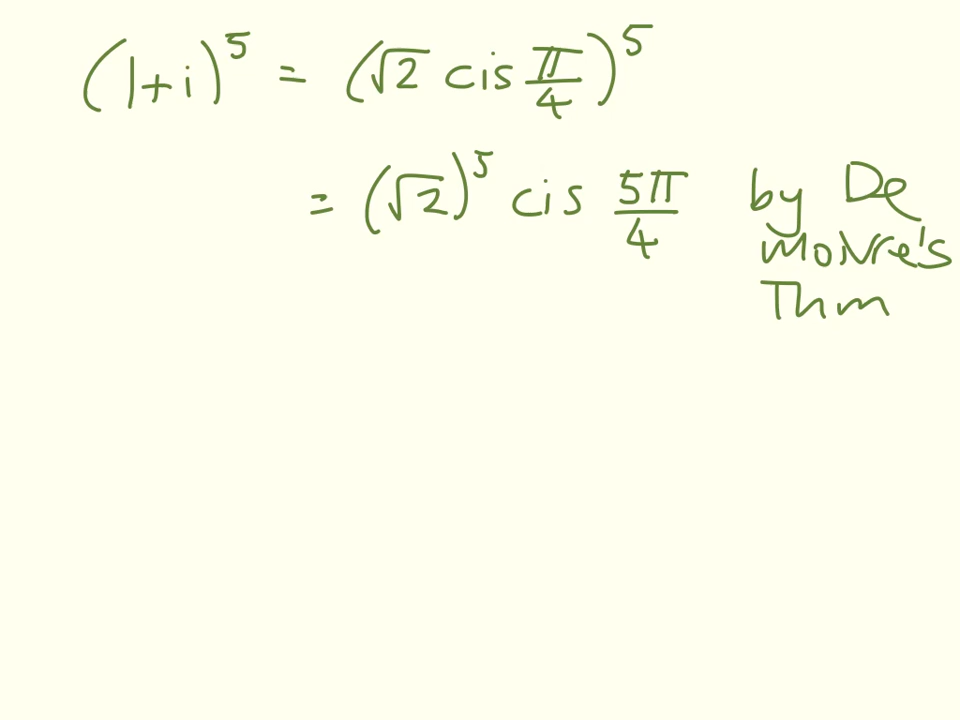 (1+i)^5 = (√2 cis π/4)^5
= (√2)^5 cis 5π/4 by De
Moivre's
Thm